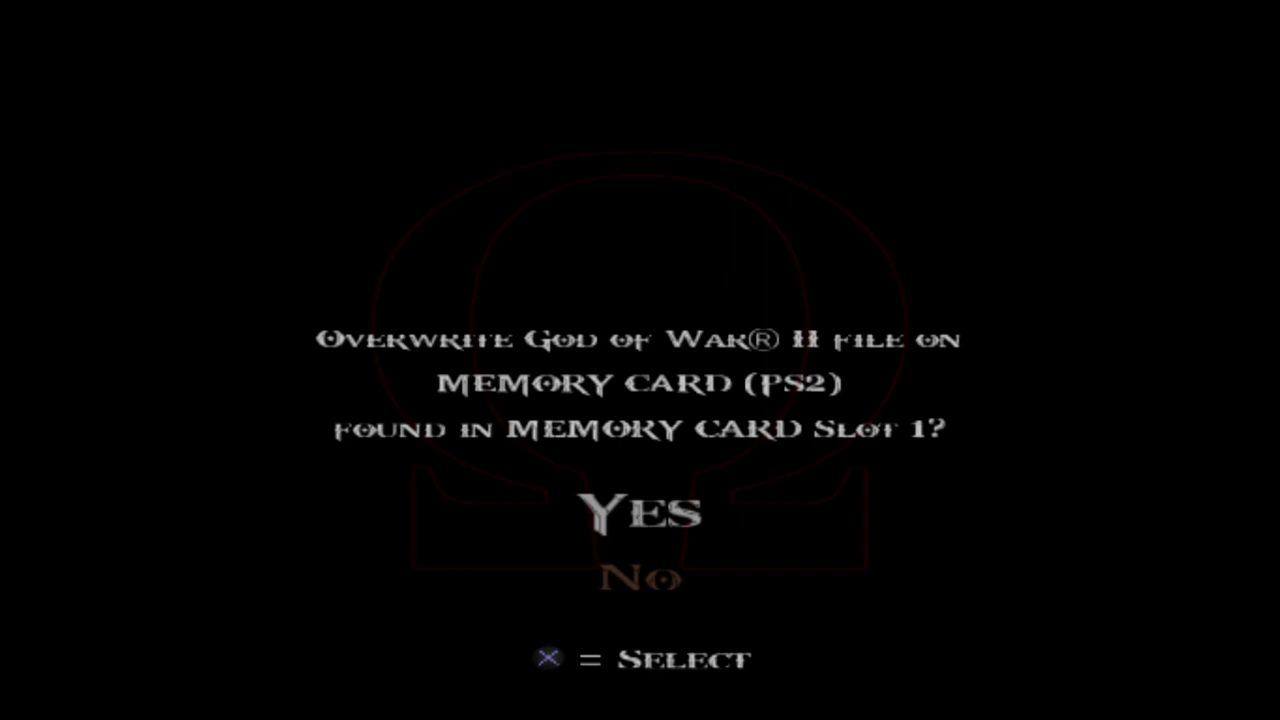 Overwrite God of War® II file on
MEMORY CARD (PS2)
found in MEMORY CARD Slot 1?
Yes
No
= Select